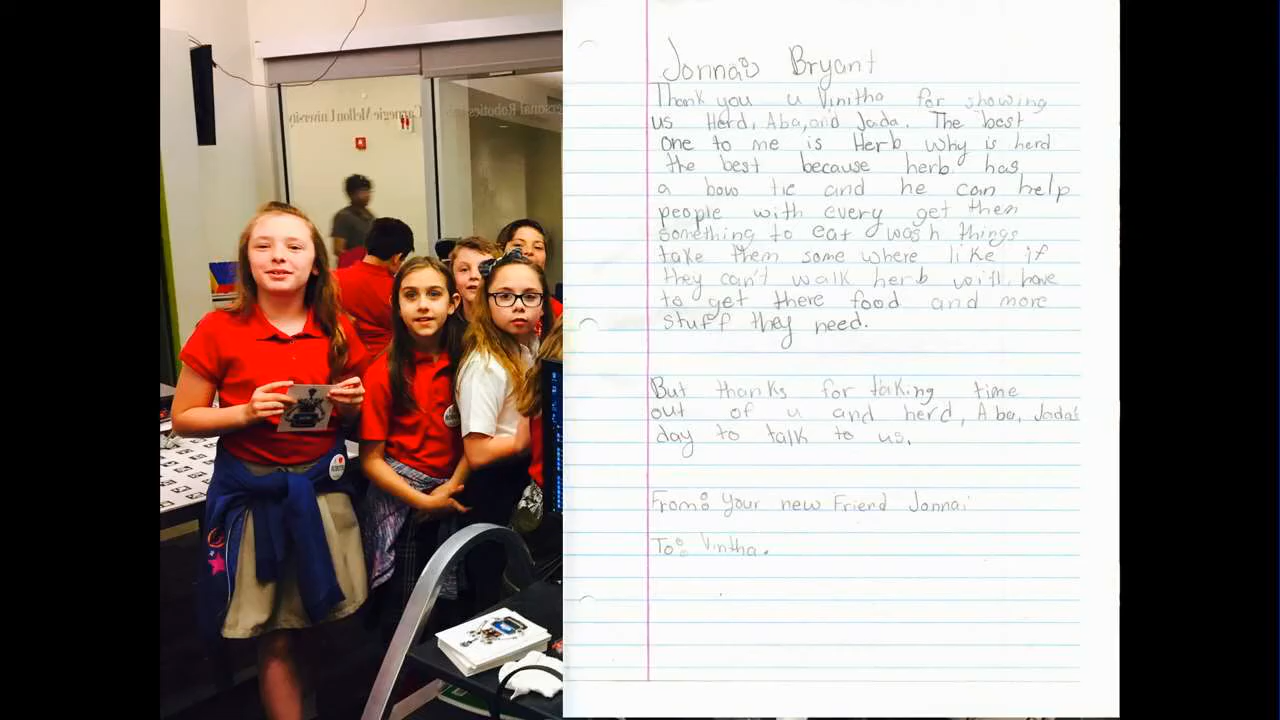 Carnegie Mellon University
ersonal Robotics
Jonnai Bryant
Thank you u Vinitha for showing
us Herd, Aba, and Jada. The best
one to me is Herb why is herd
the best because herb has
a bow tie and he can help
people with every get them
something to eat wash things
take them some where like if
they can't walk herb will have
to get there food and more
stuff they need.
But thanks for taking time
out of u and herd, Aba, Jada's
day to talk to us.
From: Your new Friend Jonnai
To: Vintha.